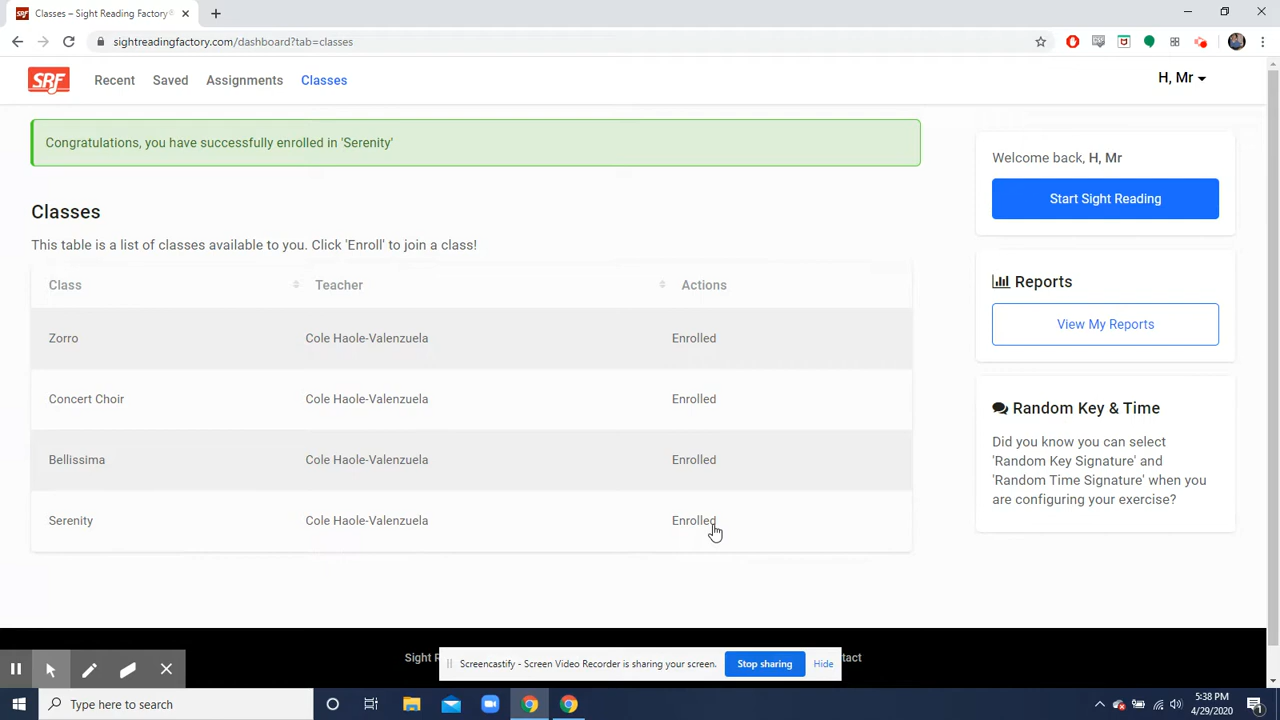 Classes – Sight Reading Factory®
sightreadingfactory.com/dashboard?tab=classes
SRF
Recent
Saved
Assignments
Classes
H, Mr
Congratulations, you have successfully enrolled in 'Serenity'
Classes
This table is a list of classes available to you. Click 'Enroll' to join a class!
Class Teacher Actions
Zorro Cole Haole-Valenzuela Enrolled
Concert Choir Cole Haole-Valenzuela Enrolled
Bellissima Cole Haole-Valenzuela Enrolled
Serenity Cole Haole-Valenzuela Enrolled
Welcome back, H, Mr
Start Sight Reading
Reports
View My Reports
Random Key & Time
Did you know you can select
'Random Key Signature' and
'Random Time Signature' when you
are configuring your exercise?
Screencastify - Screen Video Recorder is sharing your screen.
Stop sharing
Hide
Type here to search
5:38 PM
4/29/2020